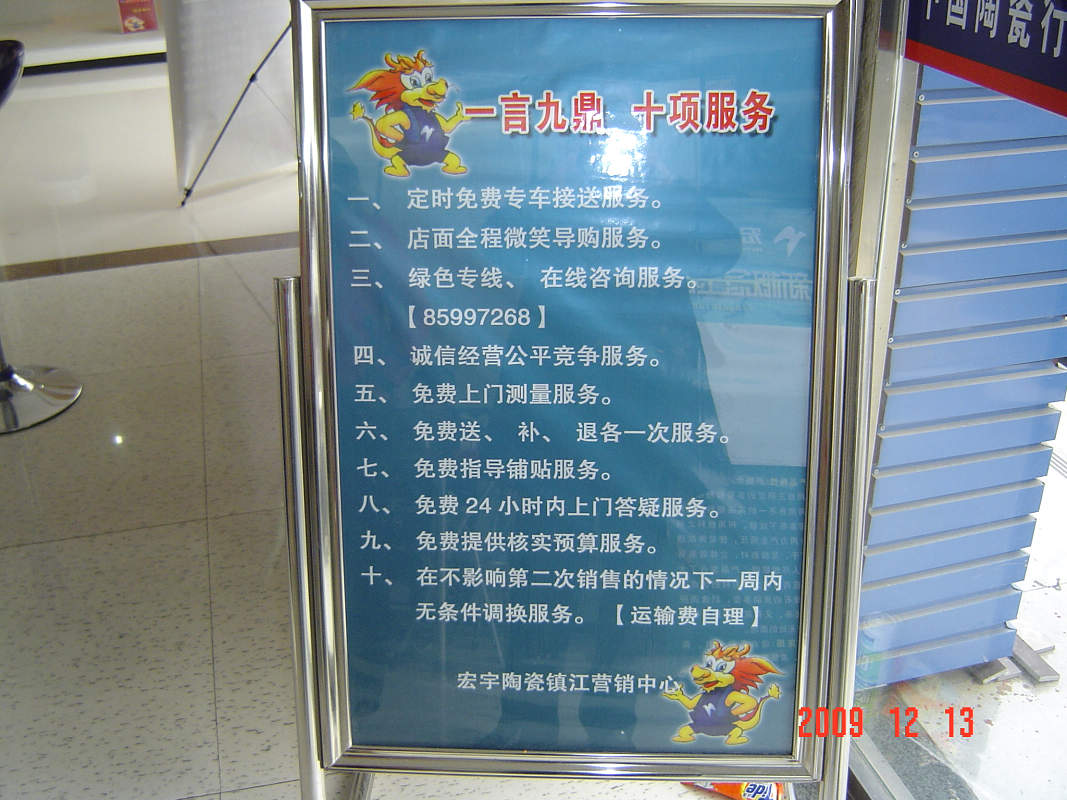 中国陶瓷行
一言九鼎 十项服务
一、 定时免费专车接送服务。
二、 店面全程微笑导购服务。
三、 绿色专线、 在线咨询服务。
【85997268】
四、 诚信经营公平竞争服务。
五、 免费上门测量服务。
六、 免费送、 补、 退各一次服务。
七、 免费指导铺贴服务。
八、 免费24小时内上门答疑服务。
九、 免费提供核实预算服务。
十、 在不影响第二次销售的情况下一周内
无条件调换服务。 【运输费自理】
宏宇陶瓷镇江营销中心
2009 12 13